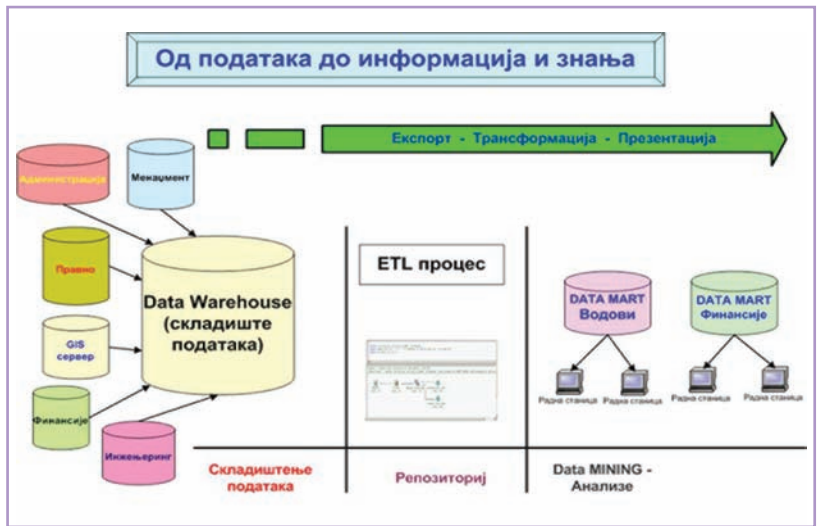 Од података до информација и знања
Експорт - Трансформација - Презентација
Администрација
Менаџмент
Правно
GIS
сервер
Финансије
Инжењеринг
Data Warehouse
(складиште
података)
ETL процес
DATA MART
Водови
DATA MART
Финансије
Радна станица
Радна станица
Радна станица
Радна станица
Складиштење
података
Репозиториј
Data MINING -
Анализе